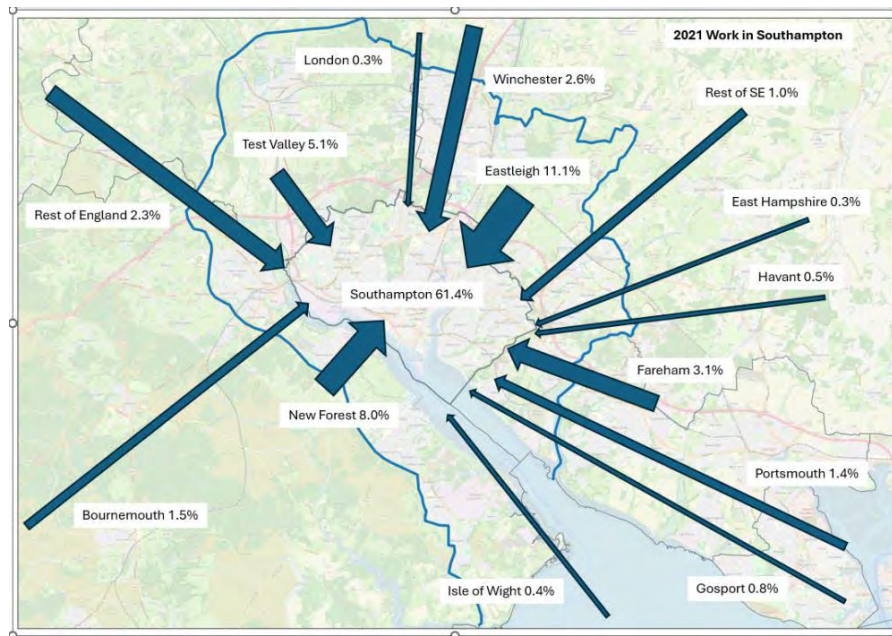 2021 Work in Southampton
London 0.3%
Winchester 2.6%
Rest of SE 1.0%
Test Valley 5.1%
Eastleigh 11.1%
East Hampshire 0.3%
Rest of England 2.3%
Havant 0.5%
Southampton 61.4%
Fareham 3.1%
New Forest 8.0%
Portsmouth 1.4%
Bournemouth 1.5%
Isle of Wight 0.4%
Gosport 0.8%